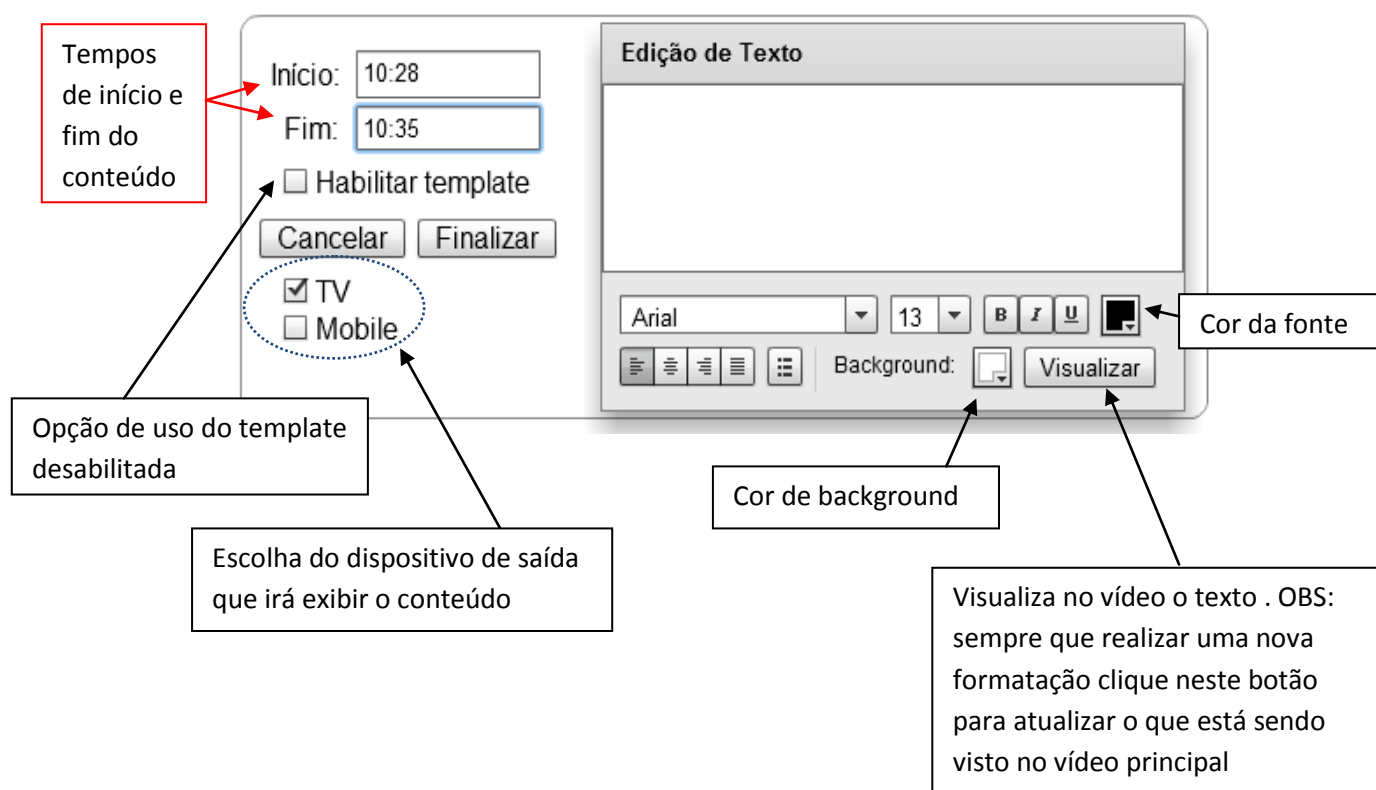 Tempos
de início e
fim do
conteúdo
Início: 10:28
Fim: 10:35
Habilitar template
Cancelar Finalizar
TV
Mobile
Edição de Texto
Arial 13 B I U
Background: Visualizar
Cor da fonte
Opção de uso do template
desabilitada
Cor de background
Escolha do dispositivo de saída
que irá exibir o conteúdo
Visualiza no vídeo o texto . OBS:
sempre que realizar uma nova
formatação clique neste botão
para atualizar o que está sendo
visto no vídeo principal